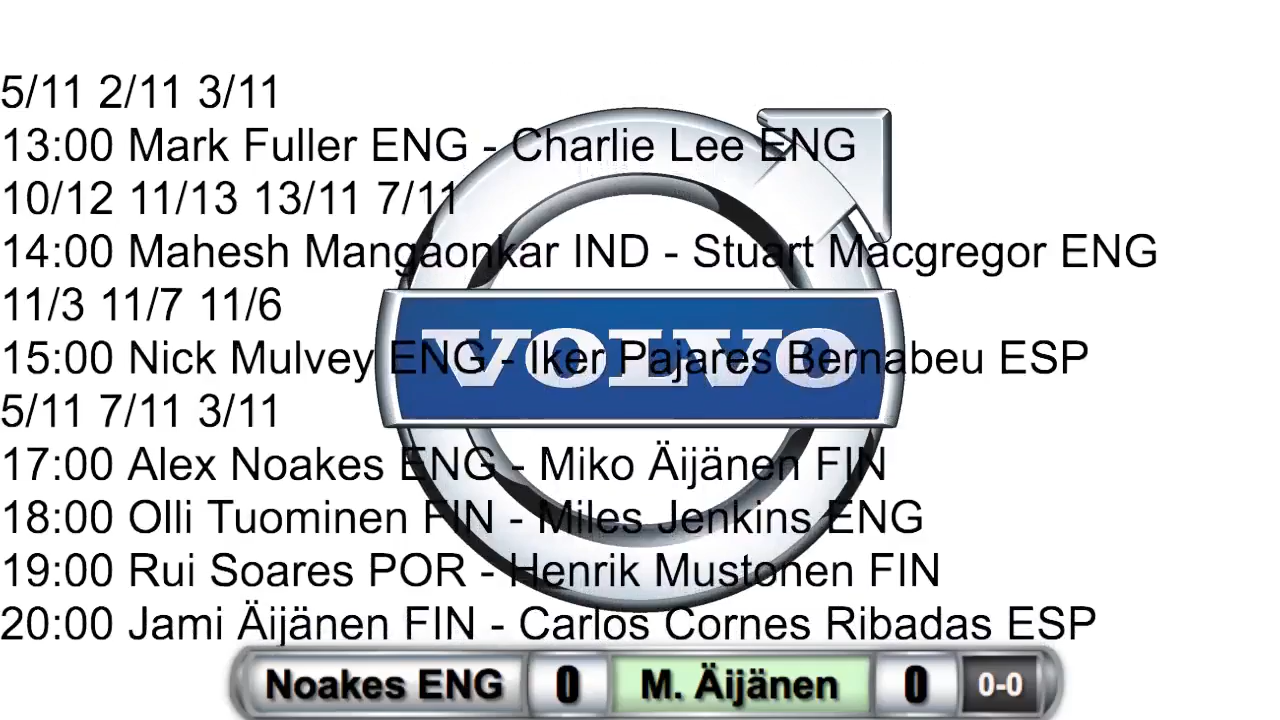 5/11 2/11 3/11
13:00 Mark Fuller ENG - Charlie Lee ENG
10/12 11/13 13/11 7/11
14:00 Mahesh Mangaonkar IND - Stuart Macgregor ENG
11/3 11/7 11/6
15:00 Nick Mulvey ENG - Iker Pajares Bernabeu ESP
VOLVO
5/11 7/11 3/11
17:00 Alex Noakes ENG - Miko Äijänen FIN
18:00 Olli Tuominen FIN - Miles Jenkins ENG
19:00 Rui Soares POR - Henrik Mustonen FIN
20:00 Jami Äijänen FIN - Carlos Cornes Ribadas ESP
Noakes ENG 0 M. Äijänen 0 0-0